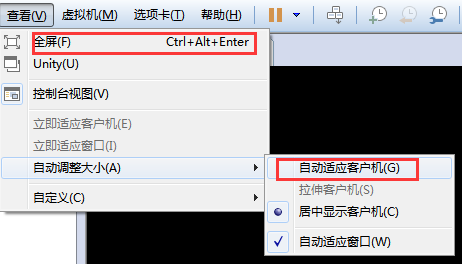 查看(V) 虚拟机(M) 选项卡(T) 帮助(H)
全屏(F) Ctrl+Alt+Enter
Unity(U)
控制台视图(V)
立即适应客户机(E)
立即适应窗口(I)
自动调整大小(A)
自定义(C)
自动适应客户机(G)
拉伸客户机(S)
居中显示客户机(C)
自动适应窗口(W)